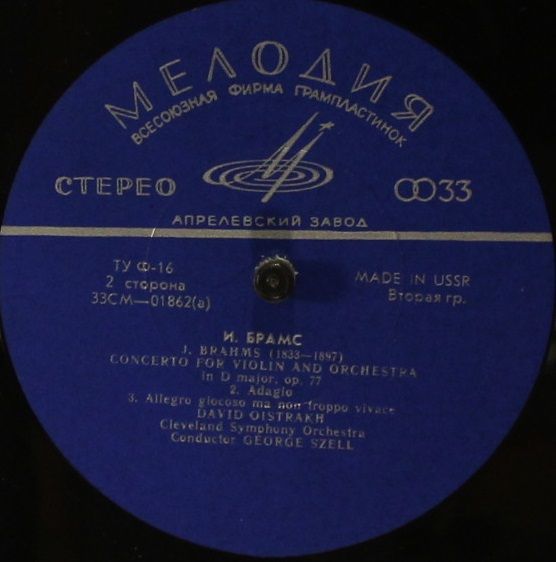 МЕЛОДИЯ
ВСЕСОЮЗНАЯ ФИРМА ГРАМПЛАСТИНОК
СТЕРЕО
33
АПРЕЛЕВСКИЙ ЗАВОД
ТУ Ф-16
2 сторона
33СМ—01862(а)
MADE IN USSR
Вторая гр.
И. БРАМС
J. BRAHMS (1833—1897)
CONCERTO FOR VIOLIN AND ORCHESTRA
in D major, op. 77
2. Adagio
3. Allegro giocoso ma non troppo vivace
DAVID OISTRAKH
Cleveland Symphony Orchestra
Conductor GEORGE SZELL